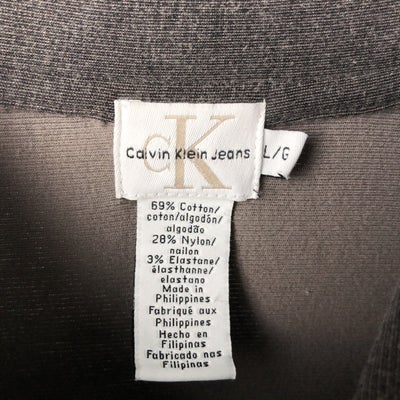 cK
Calvin Klein Jeans
L/G
69% Cotton/
coton/algodón/
algodão
28% Nylon/
nailon
3% Elastane/
élasthanne/
elastano
Made in
Philippines
Fabriqué aux
Philippines
Hecho en
Filipinas
Fabricado nas
Filipinas